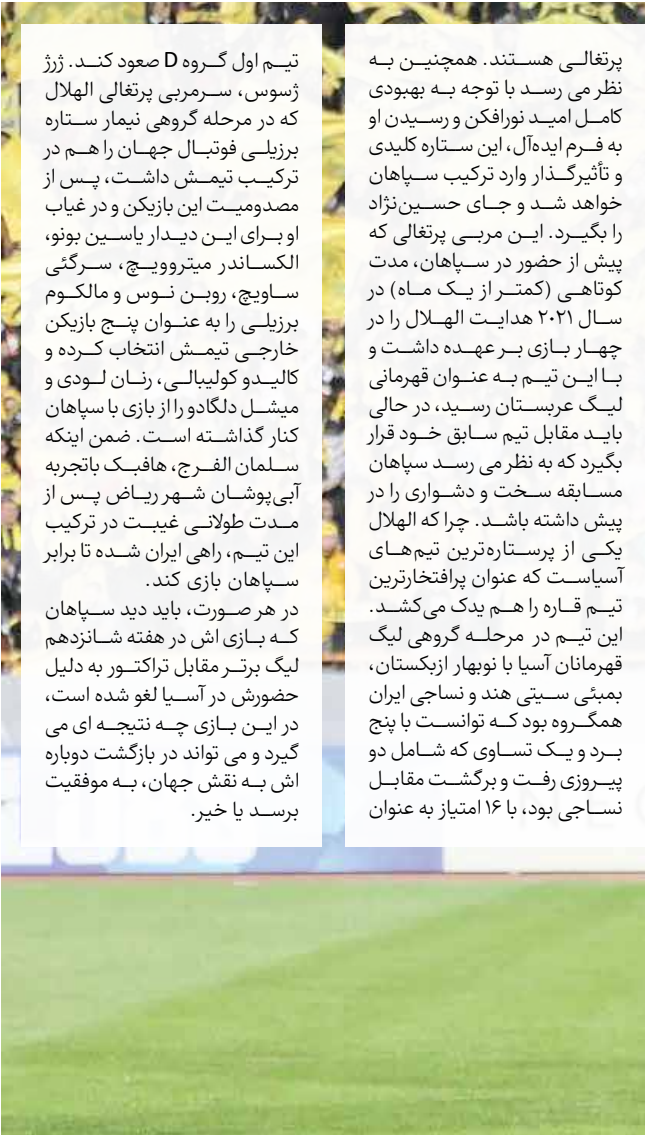 پرتغالی هستند. همچنین به
نظر می رسد با توجه به بهبودی
کامل امید نورافکن و رسیدن او
به فرم ایده‌آل، این ستاره کلیدی
و تأثیرگذار وارد ترکیب سپاهان
خواهد شد و جای حسین‌نژاد
را بگیرد. این مربی پرتغالی که
پیش از حضور در سپاهان، مدت
کوتاهی (کمتر از یک ماه) در
سال ۲۰۲۱ هدایت الهلال را در
چهار بازی بر عهده داشت و
با این تیم به عنوان قهرمانی
لیگ عربستان رسید، در حالی
باید مقابل تیم سابق خود قرار
بگیرد که به نظر می رسد سپاهان
مسابقه سخت و دشواری را در
پیش داشته باشد. چرا که الهلال
یکی از پرستاره‌ترین تیم‌های
آسیاست که عنوان پرافتخارترین
تیم قاره را هم یدک می‌کشد.
این تیم در مرحله گروهی لیگ
قهرمانان آسیا با نوبهار ازبکستان،
بمبئی سیتی هند و نساجی ایران
همگروه بود که توانست با پنج
برد و یک تساوی که شامل دو
پیروزی رفت و برگشت مقابل
نساجی بود، با ۱۶ امتیاز به عنوان
تیم اول گروه D صعود کند. ژرژ
ژسوس، سرمربی پرتغالی الهلال
که در مرحله گروهی نیمار ستاره
برزیلی فوتبال جهان را هم در
ترکیب تیمش داشت، پس از
مصدومیت این بازیکن و در غیاب
او برای این دیدار یاسین بونو،
الکساندر میتروویچ، سرگئی
ساویچ، روبن نوس و مالکوم
برزیلی را به عنوان پنج بازیکن
خارجی تیمش انتخاب کرده و
کالیدو کولیبالی، رنان لودی و
میشل دلگادو را از بازی با سپاهان
کنار گذاشته است. ضمن اینکه
سلمان الفرج، هافبک باتجربه
آبی‌پوشان شهر ریاض پس از
مدت طولانی غیبت در ترکیب
این تیم، راهی ایران شده تا برابر
سپاهان بازی کند.
در هر صورت، باید دید سپاهان
که بازی اش در هفته شانزدهم
لیگ برتر مقابل تراکتور به دلیل
حضورش در آسیا لغو شده است،
در این بازی چه نتیجه ای می
گیرد و می تواند در بازگشت دوباره
اش به نقش جهان، به موفقیت
برسد یا خیر.